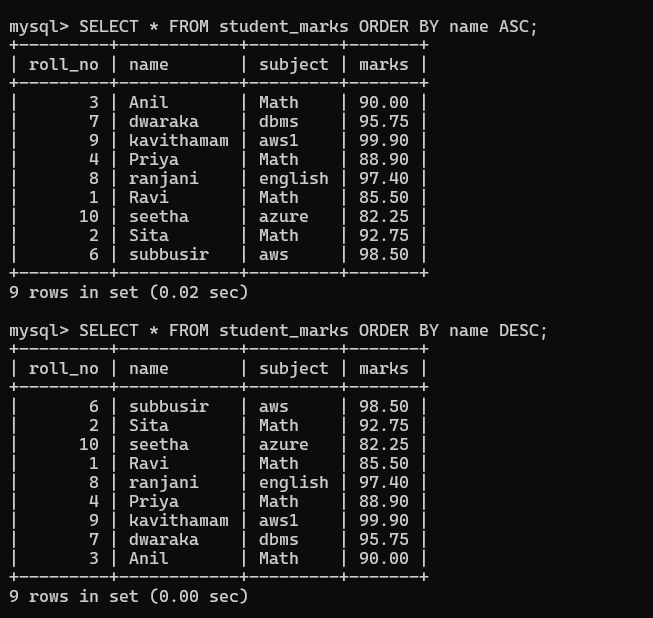 mysql> SELECT * FROM student_marks ORDER BY name ASC;
+---------+------------+---------+-------+
| roll_no | name       | subject | marks |
+---------+------------+---------+-------+
|       3 | Anil       | Math    | 90.00 |
|       7 | dwaraka    | dbms    | 95.75 |
|       9 | kavithamam | aws1    | 99.90 |
|       4 | Priya      | Math    | 88.90 |
|       8 | ranjani    | english | 97.40 |
|       1 | Ravi       | Math    | 85.50 |
|      10 | seetha     | azure   | 82.25 |
|       2 | Sita       | Math    | 92.75 |
|       6 | subbusir   | aws     | 98.50 |
+---------+------------+---------+-------+
9 rows in set (0.02 sec)
mysql> SELECT * FROM student_marks ORDER BY name DESC;
+---------+------------+---------+-------+
| roll_no | name       | subject | marks |
+---------+------------+---------+-------+
|       6 | subbusir   | aws     | 98.50 |
|       2 | Sita       | Math    | 92.75 |
|      10 | seetha     | azure   | 82.25 |
|       1 | Ravi       | Math    | 85.50 |
|       8 | ranjani    | english | 97.40 |
|       4 | Priya      | Math    | 88.90 |
|       9 | kavithamam | aws1    | 99.90 |
|       7 | dwaraka    | dbms    | 95.75 |
|       3 | Anil       | Math    | 90.00 |
+---------+------------+---------+-------+
9 rows in set (0.00 sec)